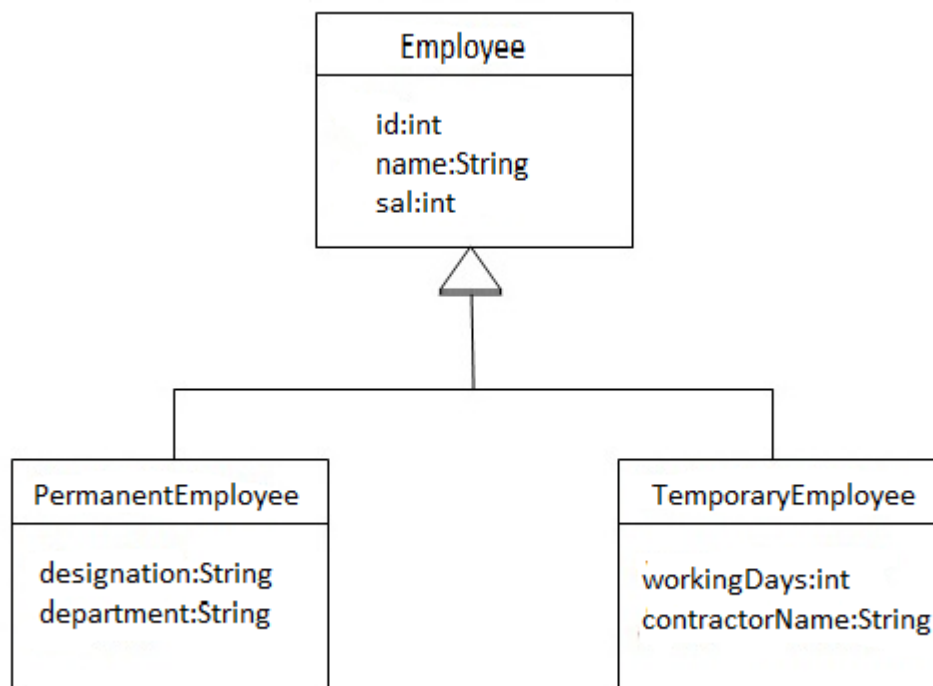 Employee
id:int
name:String
sal:int
PermanentEmployee
designation:String
department:String
TemporaryEmployee
workingDays:int
contractorName:String